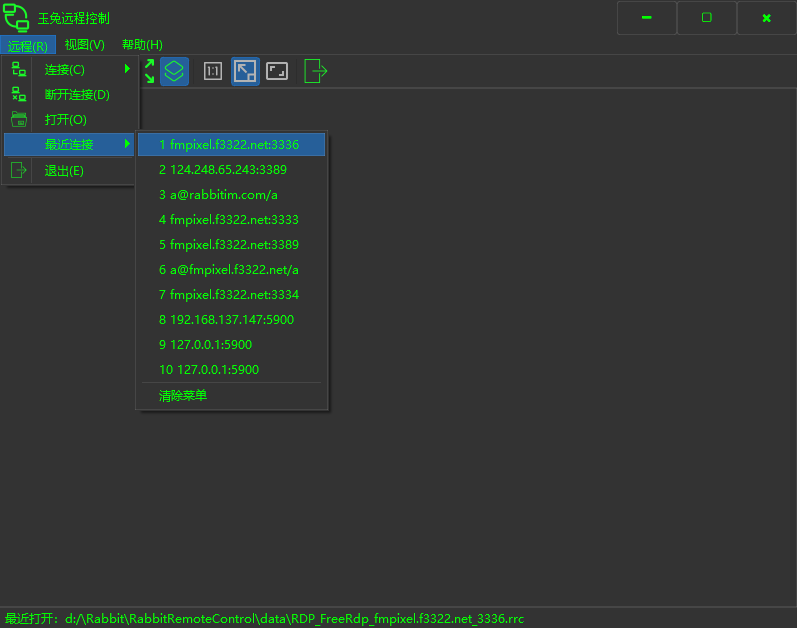 玉兔远程控制
远程(R) 视图(V) 帮助(H)
连接(C)
断开连接(D)
打开(O)
最近连接
退出(E)
1:1
1 fmpixel.f3322.net:3336
2 124.248.65.243:3389
3 a@rabbitim.com/a
4 fmpixel.f3322.net:3333
5 fmpixel.f3322.net:3389
6 a@fmpixel.f3322.net/a
7 fmpixel.f3322.net:3334
8 192.168.137.147:5900
9 127.0.0.1:5900
10 127.0.0.1:5900
清除菜单
最近打开: d:/\Rabbit\RabbitRemoteControl\data\RDP_FreeRdp_fmpixel.f3322.net_3336.rrc